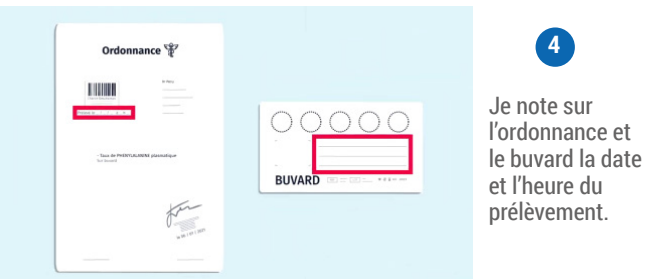 Ordonnance
- Taux de PHÉNYLALANINE plasmatique
BUVARD
4
Je note sur
l'ordonnance et
le buvard la date
et l'heure du
prélèvement.